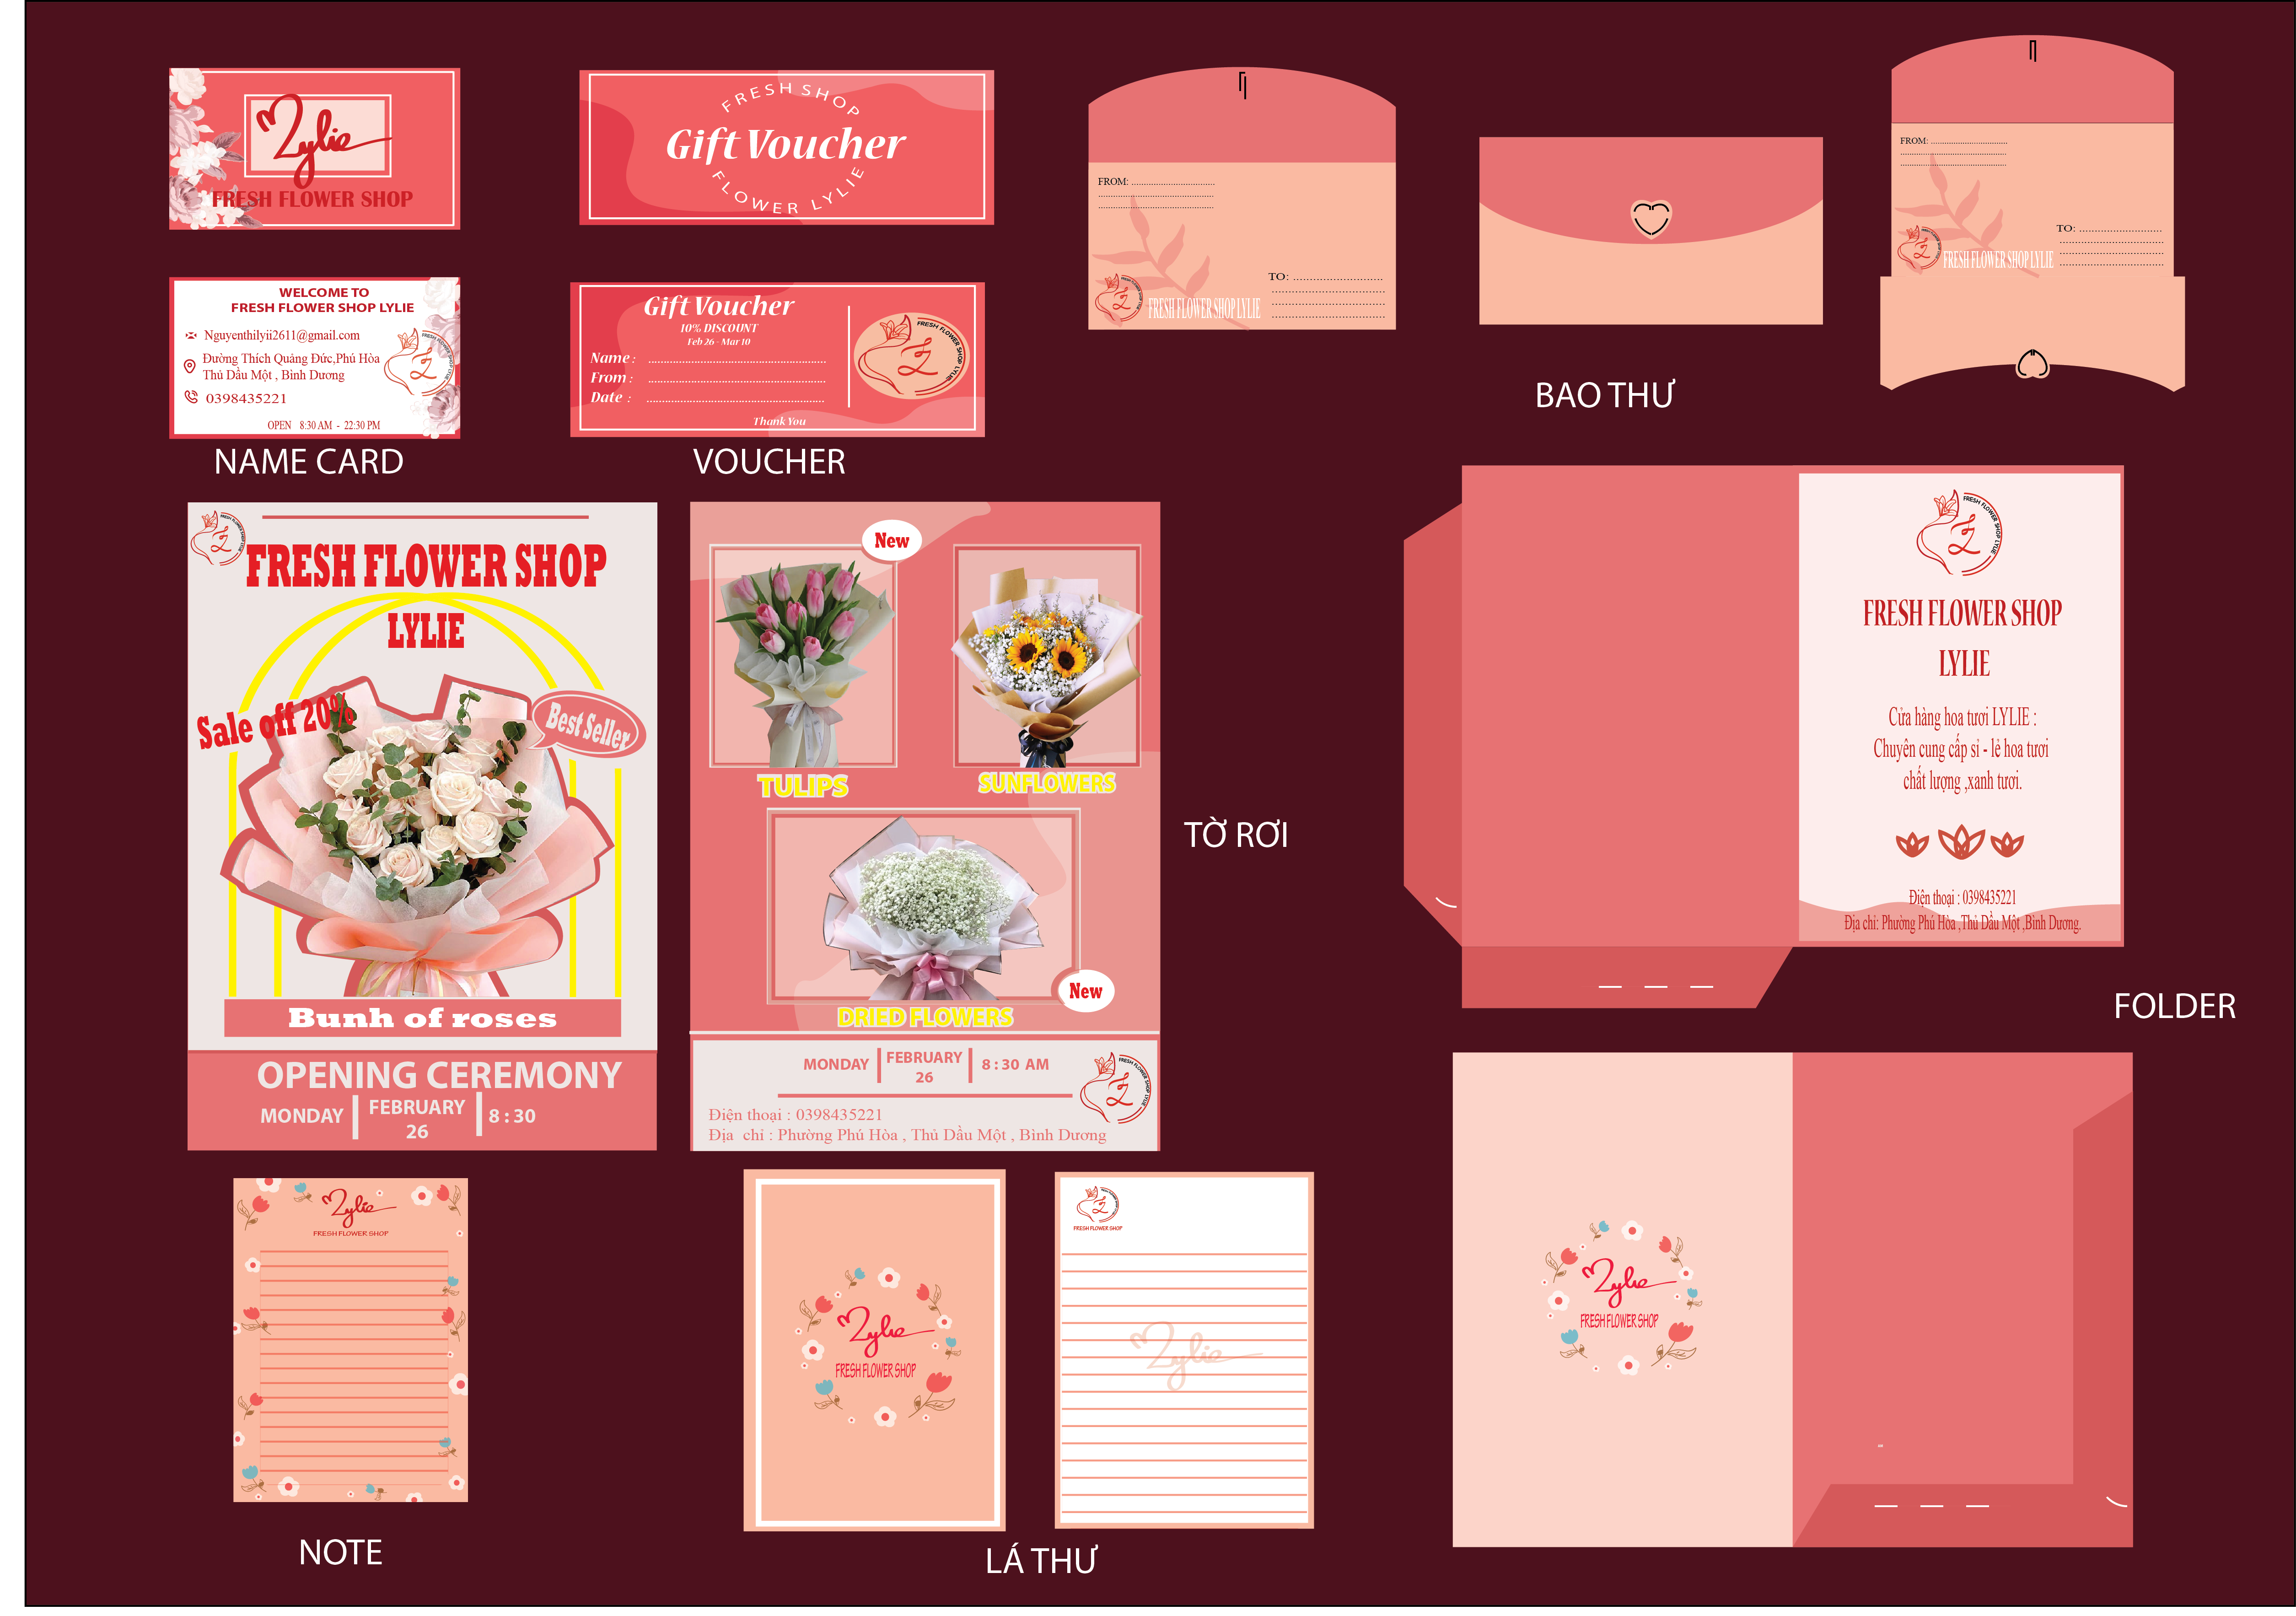 Lylie
FRESH FLOWER SHOP
WELCOME TO
FRESH FLOWER SHOP LYLIE
Nguyenthilyii2611@gmail.com
Đường Thích Quảng Đức,Phú Hòa
Thủ Dầu Một , Bình Dương
0398435221
OPEN 8:30 AM - 22:30 PM
FRESH FLOWER SHOP LYLIE
NAME CARD
FRESH SHOP
Gift Voucher
FLOWER LYLIE
Gift Voucher
10% DISCOUNT
Feb 26 - Mar 10
Name :
From :
Date :
Thank You
FRESH FLOWER SHOP LYLIE
VOUCHER
FROM:
TO:
FRESH FLOWER SHOP LYLIE
FROM:
TO:
FRESH FLOWER SHOP LYLIE
BAO THƯ
FRESH FLOWER SHOP LYLIE
FRESH FLOWER SHOP
LYLIE
Sale off 20%
Best Seller
Bunh of roses
OPENING CEREMONY
MONDAY
FEBRUARY
26
8 : 30
New
TULIPS
SUNFLOWERS
New
DRIED FLOWERS
MONDAY
FEBRUARY
26
8 : 30 AM
FRESH FLOWER SHOP LYLIE
Điện thoại : 0398435221
Địa chỉ : Phường Phú Hòa , Thủ Dầu Một , Bình Dương
TỜ RƠI
FRESH FLOWER SHOP LYLIE
FRESH FLOWER SHOP
LYLIE
Cửa hàng hoa tươi LYLIE :
Chuyên cung cấp sỉ - lẻ hoa tươi
chất lượng ,xanh tươi.
Điện thoại : 0398435221
Địa chỉ: Phường Phú Hòa ,Thủ Dầu Một ,Bình Dương.
FOLDER
Lylie
FRESH FLOWER SHOP
Lylie
FRESH FLOWER SHOP
NOTE
Lylie
FRESH FLOWER SHOP
FRESH FLOWER SHOP
Lylie
LÁ THƯ